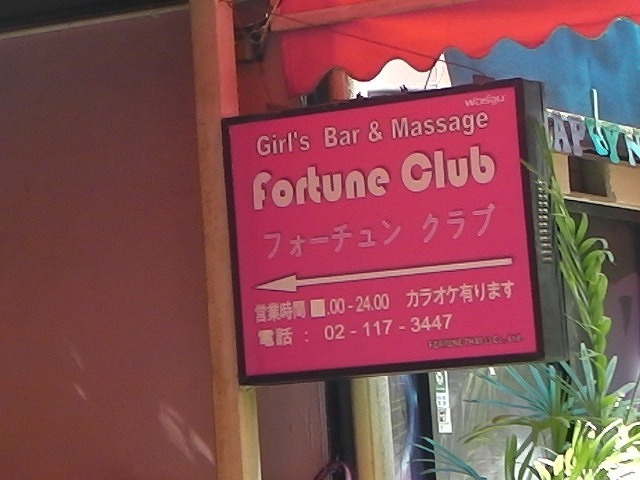 Girl's Bar & Massage
Fortune Club
フォーチュン クラブ
営業時間 .00 - 24.00 カラオケ有ります
電話 : 02 - 117 - 3447